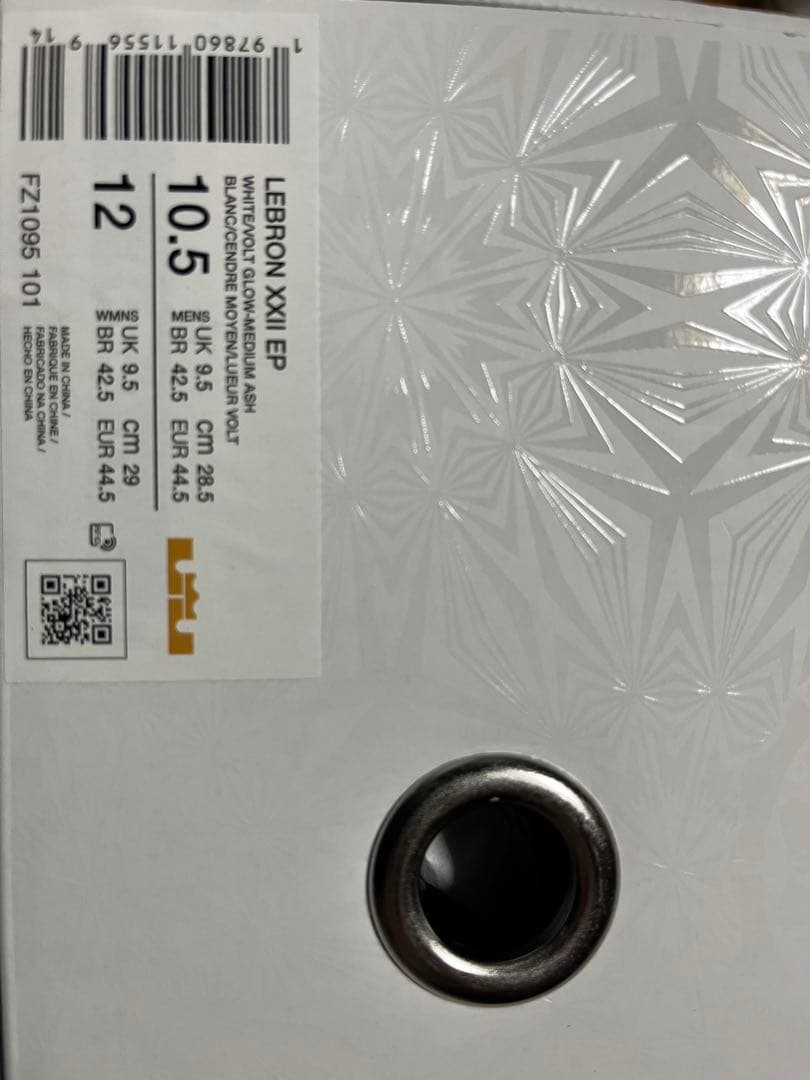 LEBRON XXII EP
WHITE/VOLT GLOW-MEDIUM ASH
BLANC/CENDRE MOYEN/LUEUR VOLT
10.5
MENS UK 9.5 cm 28.5
BR 42.5 EUR 44.5
12
WMNS UK 9.5 cm 29
BR 42.5 EUR 44.5
FZ1095 101
MADE IN CHINA /
FABRIQUE EN CHINE /
FABRICADO NA CHINA /
HECHO EN CHINA
1 97860 11556 9
14